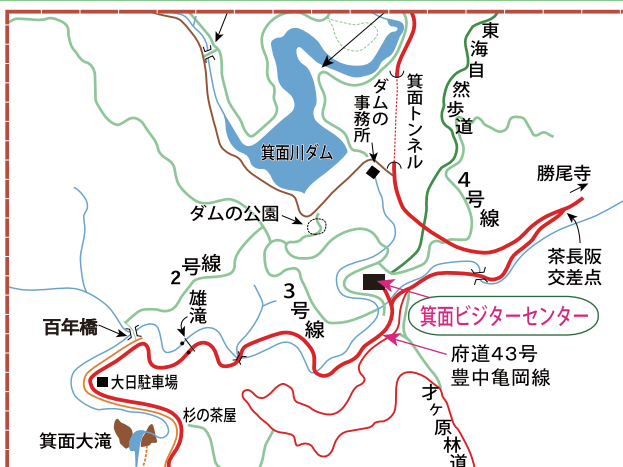 東海自然歩道
箕面トンネル
ダムの
事務所
箕面川ダム
勝尾寺
4号線
ダムの公園
茶長阪
交差点
2号線
雄滝
3号線
箕面ビジターセンター
百年橋
府道43号
豊中亀岡線
大日駐車場
才ヶ原林道
杉の茶屋
箕面大滝